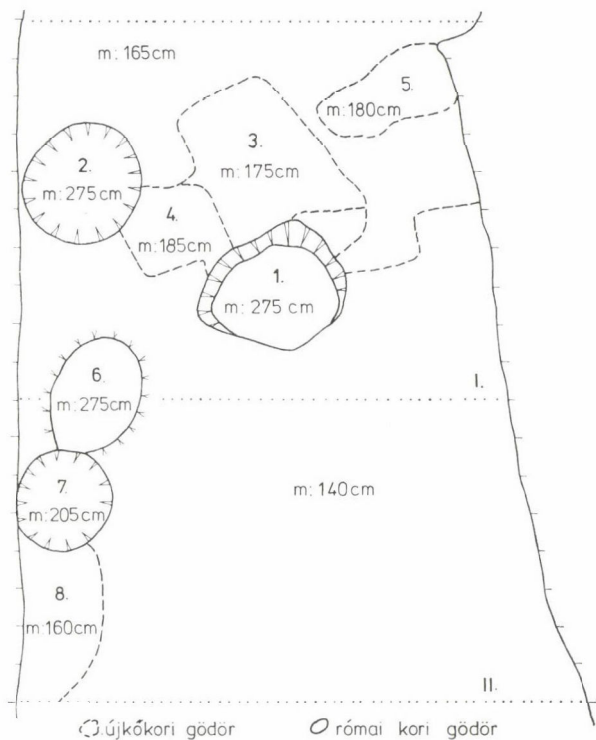 m: 165cm
5.
m: 180cm
3.
m: 175cm
2.
m: 275cm
4.
m: 185cm
1.
m: 275 cm
6.
m: 275cm
I.
7.
m: 205cm
m: 140cm
8.
m: 160cm
II.
újkőkori gödör
római kori gödör